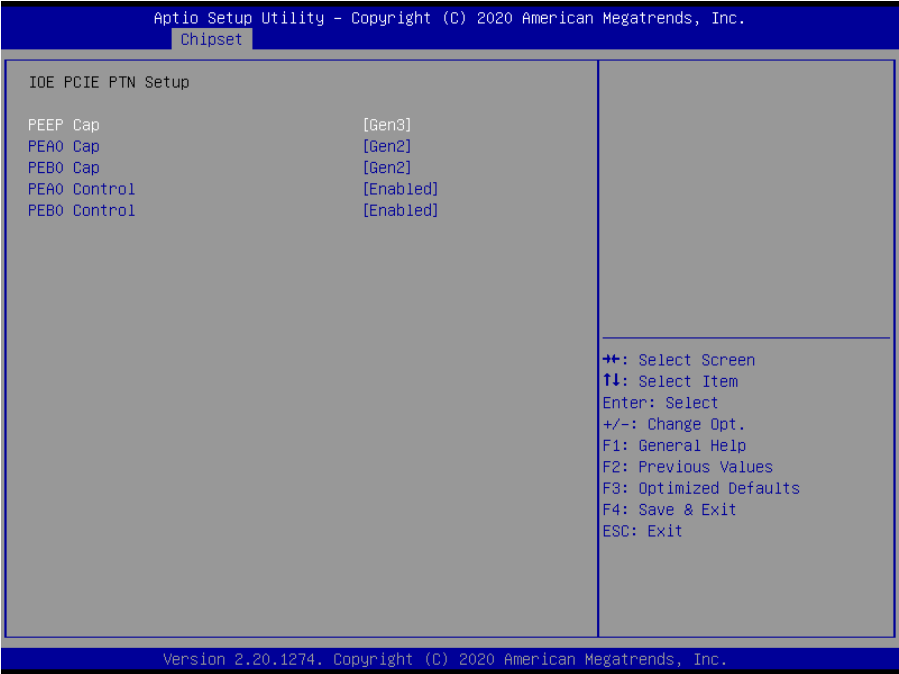 Aptio Setup Utility – Copyright (C) 2020 American Megatrends, Inc.
Chipset
IOE PCIE PTN Setup
PEEP Cap [Gen3]
PEA0 Cap [Gen2]
PEB0 Cap [Gen2]
PEA0 Control [Enabled]
PEB0 Control [Enabled]
→←: Select Screen
↑↓: Select Item
Enter: Select
+/-: Change Opt.
F1: General Help
F2: Previous Values
F3: Optimized Defaults
F4: Save & Exit
ESC: Exit
Version 2.20.1274. Copyright (C) 2020 American Megatrends, Inc.